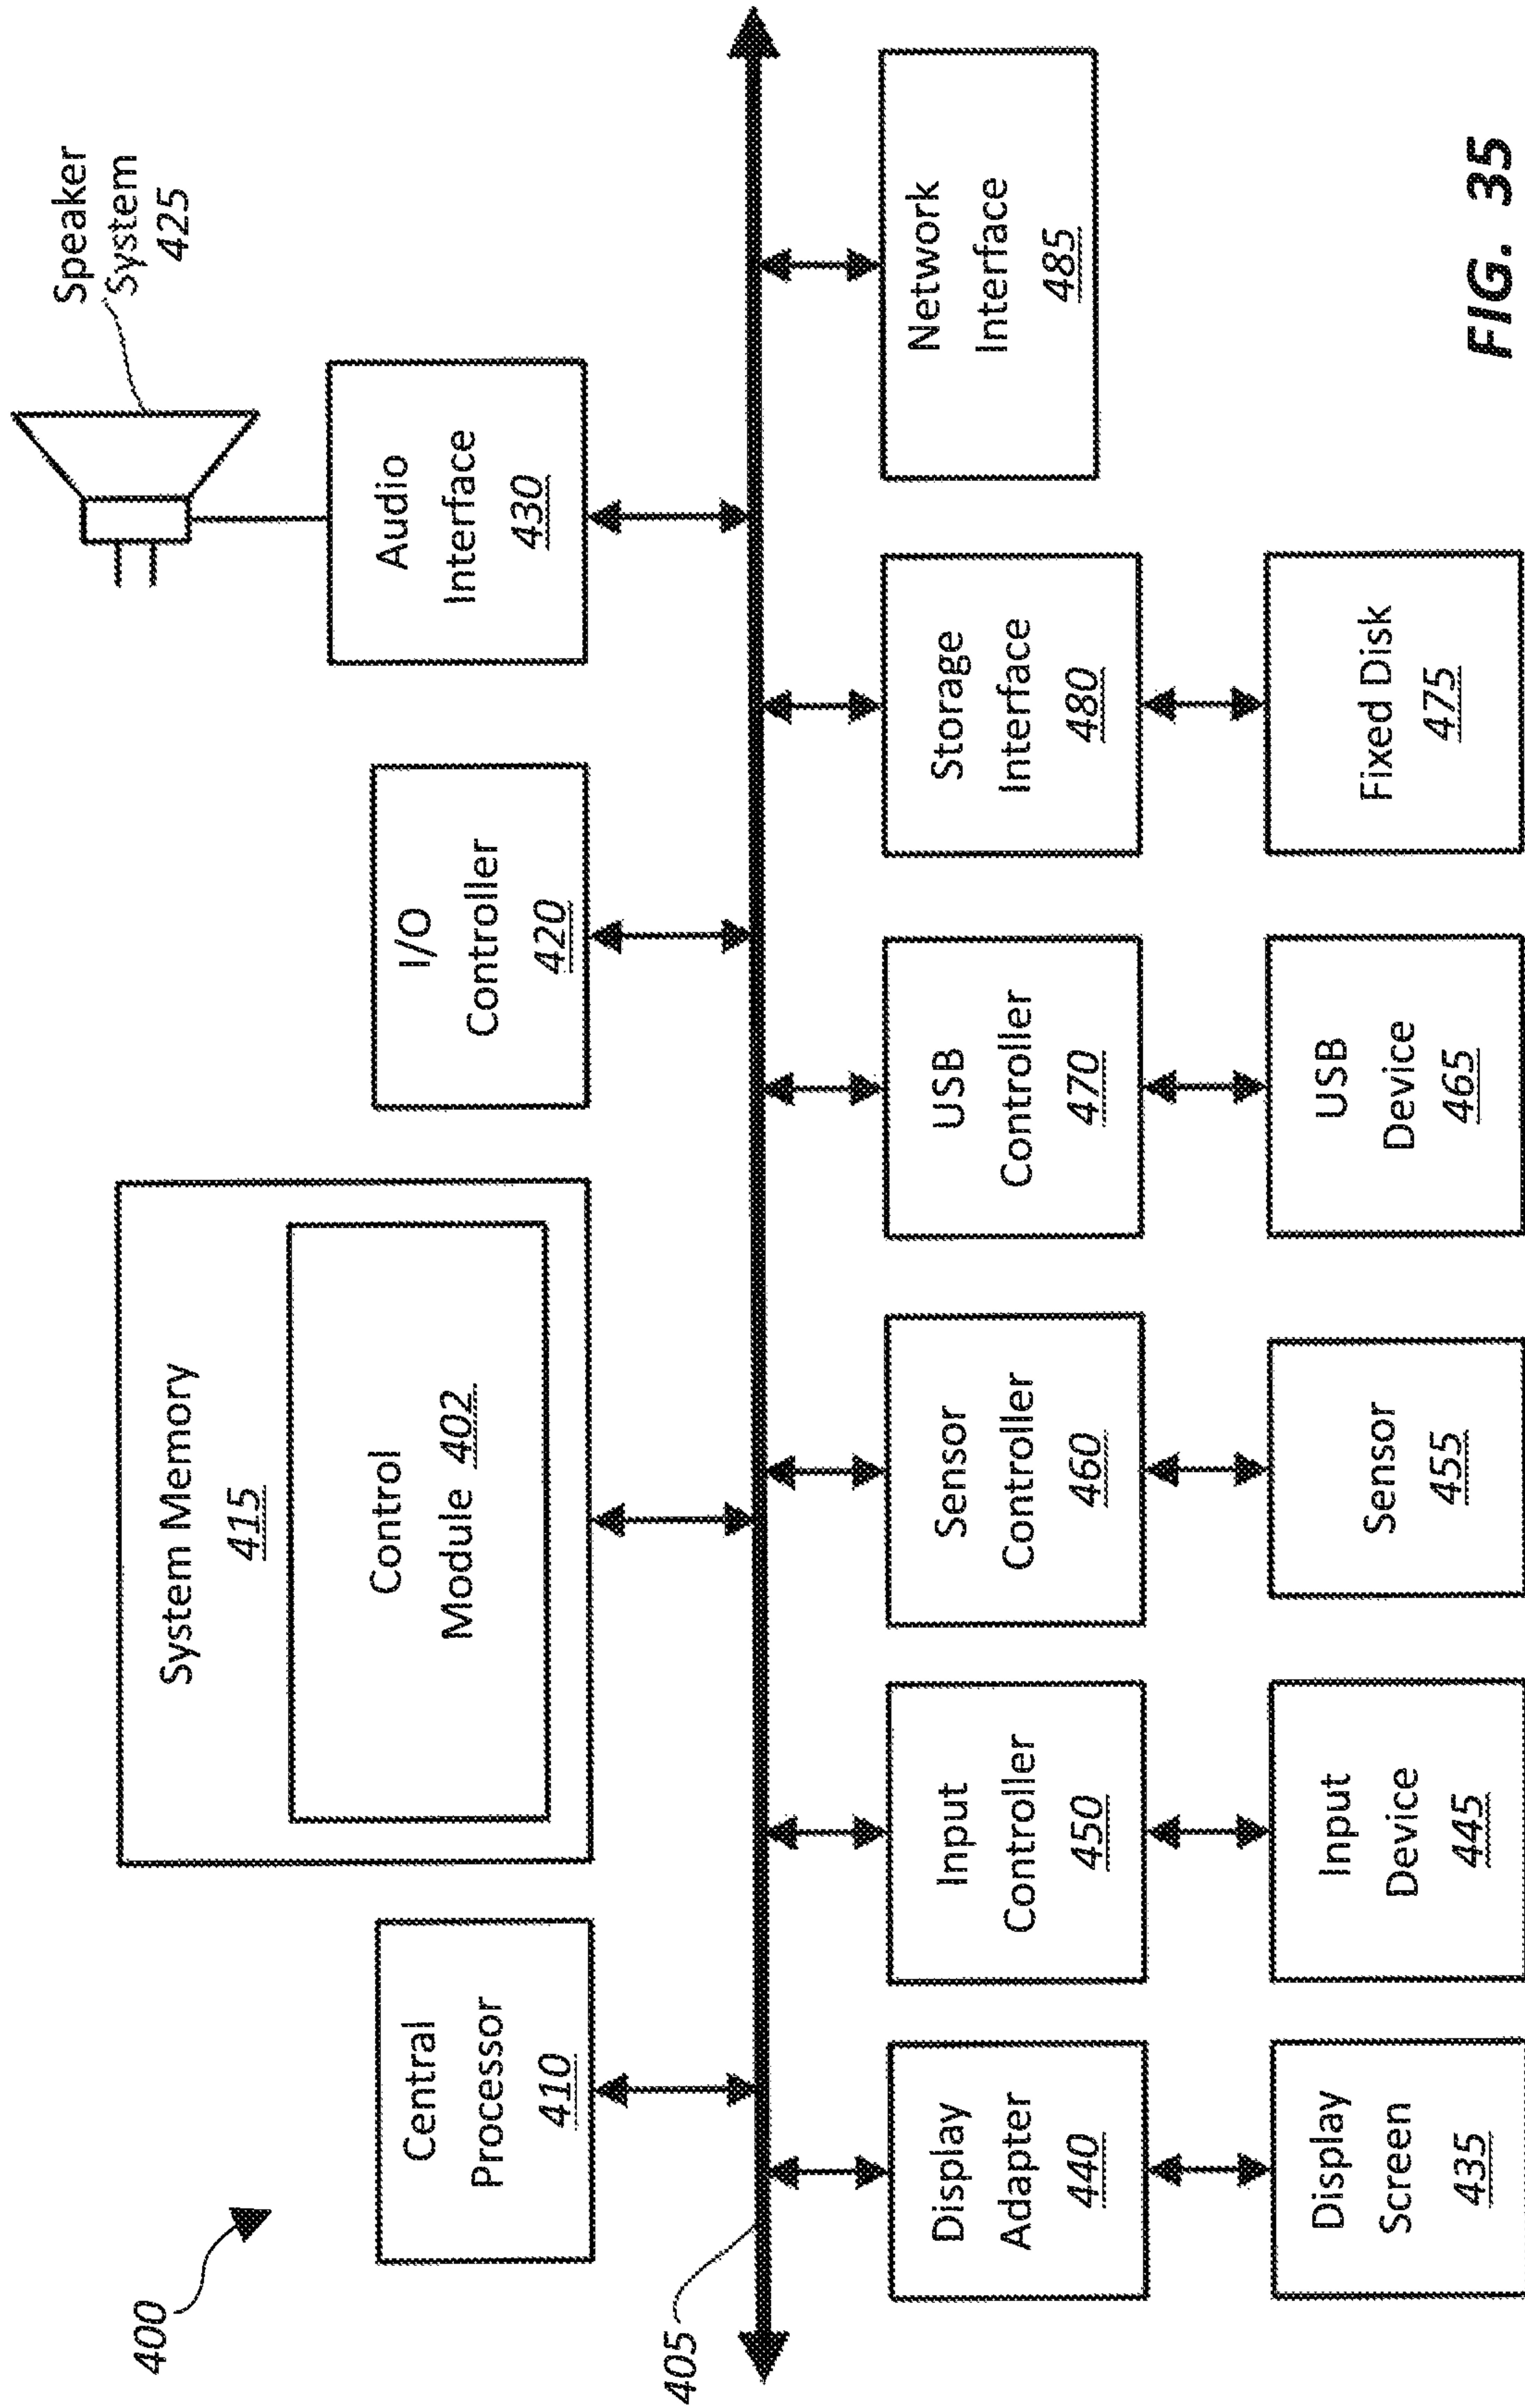 400
Central
Processor
410
System Memory
415
Control
Module 402
I/O
Controller
420
Speaker
System
425
Audio
Interface
430
405
Display
Adapter
440
Input
Controller
450
Sensor
Controller
460
USB
Controller
470
Storage
Interface
480
Network
Interface
485
Display
Screen
435
Input
Device
445
Sensor
455
USB
Device
465
Fixed Disk
475
FIG. 35